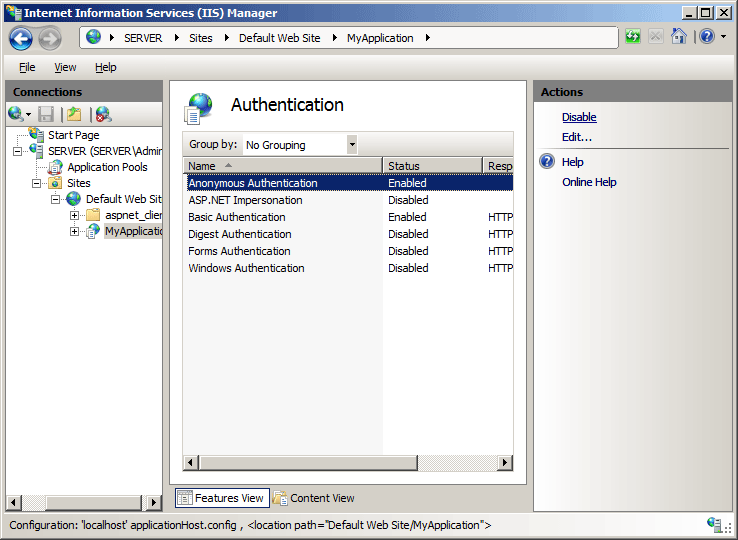 Internet Information Services (IIS) Manager
SERVER Sites Default Web Site MyApplication
File View Help
Connections
Start Page
SERVER (SERVER\Admin
Application Pools
Sites
Default Web Sit
aspnet_clien
MyApplicatio
Authentication
Group by: No Grouping
Name Status Resp
Anonymous Authentication Enabled
ASP.NET Impersonation Disabled
Basic Authentication Enabled HTTP
Digest Authentication Disabled HTTP
Forms Authentication Disabled HTTP
Windows Authentication Disabled HTTP
Features View Content View
Actions
Disable
Edit...
Help
Online Help
Configuration: 'localhost' applicationHost.config , <location path="Default Web Site/MyApplication">